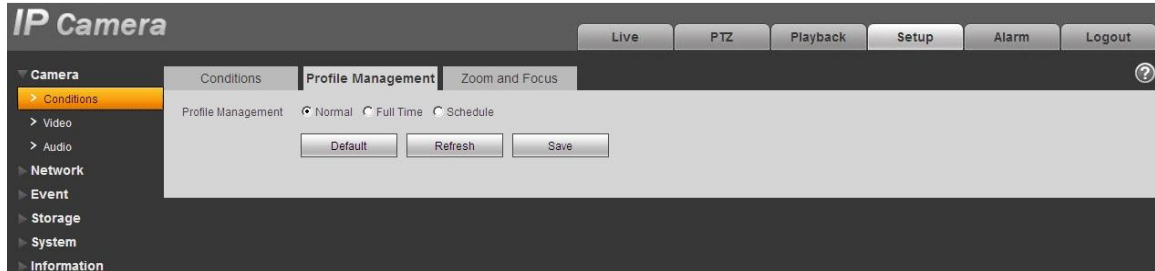 IP Camera
Live PTZ Playback Setup Alarm Logout
Camera
Conditions Profile Management Zoom and Focus
?
> Conditions
Profile Management Normal Full Time Schedule
> Video
> Audio
Default Refresh Save
Network
Event
Storage
System
Information